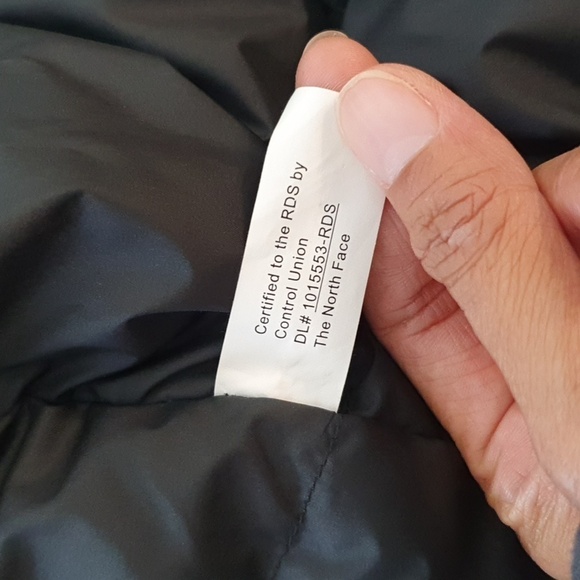 Certified to the RDS by
Control Union
DL# 1015553-RDS
The North Face